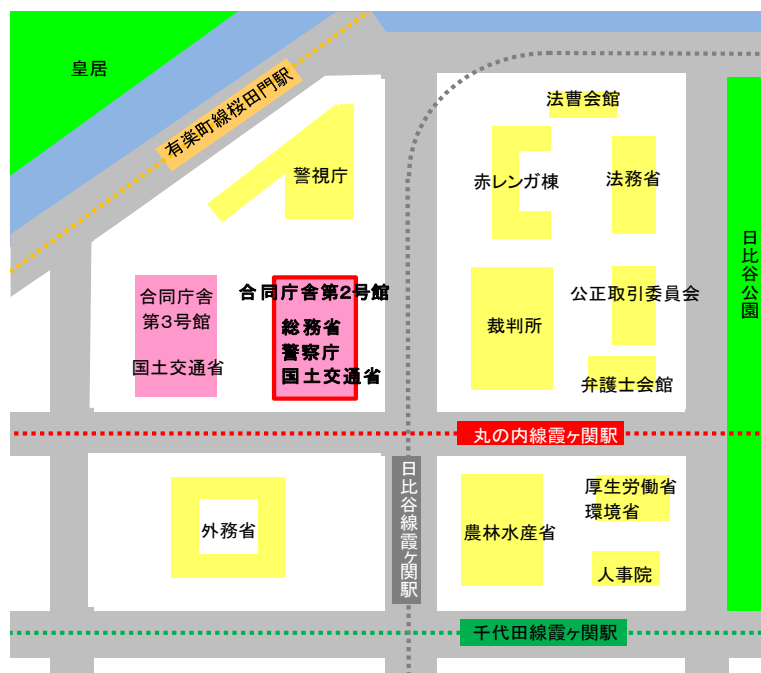 皇居
有楽町線桜田門駅
法曹会館
警視庁
赤レンガ棟
法務省
日比谷公園
合同庁舎
第3号館
国土交通省
合同庁舎第2号館
総務省
警察庁
国土交通省
裁判所
公正取引委員会
弁護士会館
丸の内線霞ヶ関駅
日比谷線霞ヶ関駅
外務省
農林水産省
厚生労働省
環境省
人事院
千代田線霞ヶ関駅